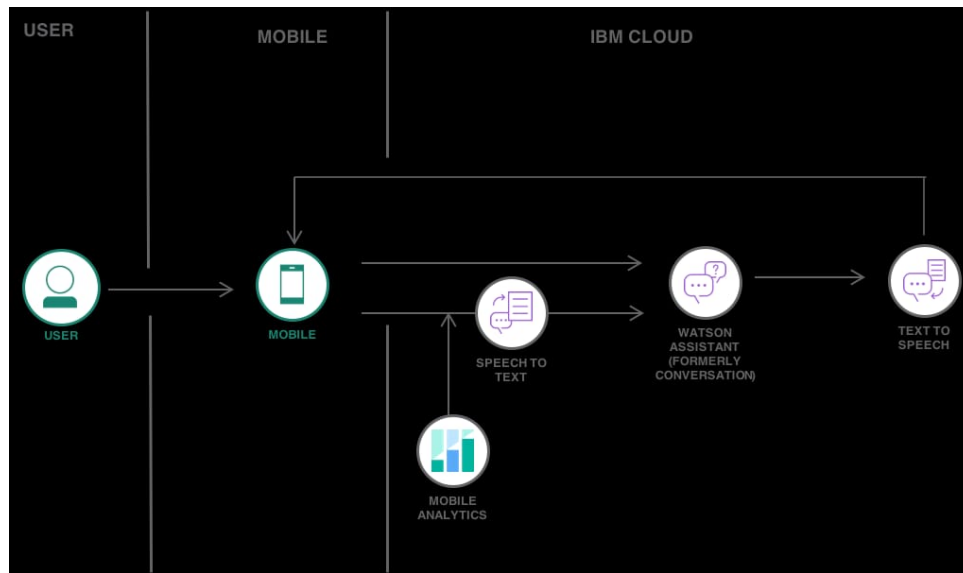 USER
MOBILE
IBM CLOUD
USER
MOBILE
SPEECH TO
TEXT
WATSON
ASSISTANT
(FORMERLY
CONVERSATION)
TEXT TO
SPEECH
MOBILE
ANALYTICS
?